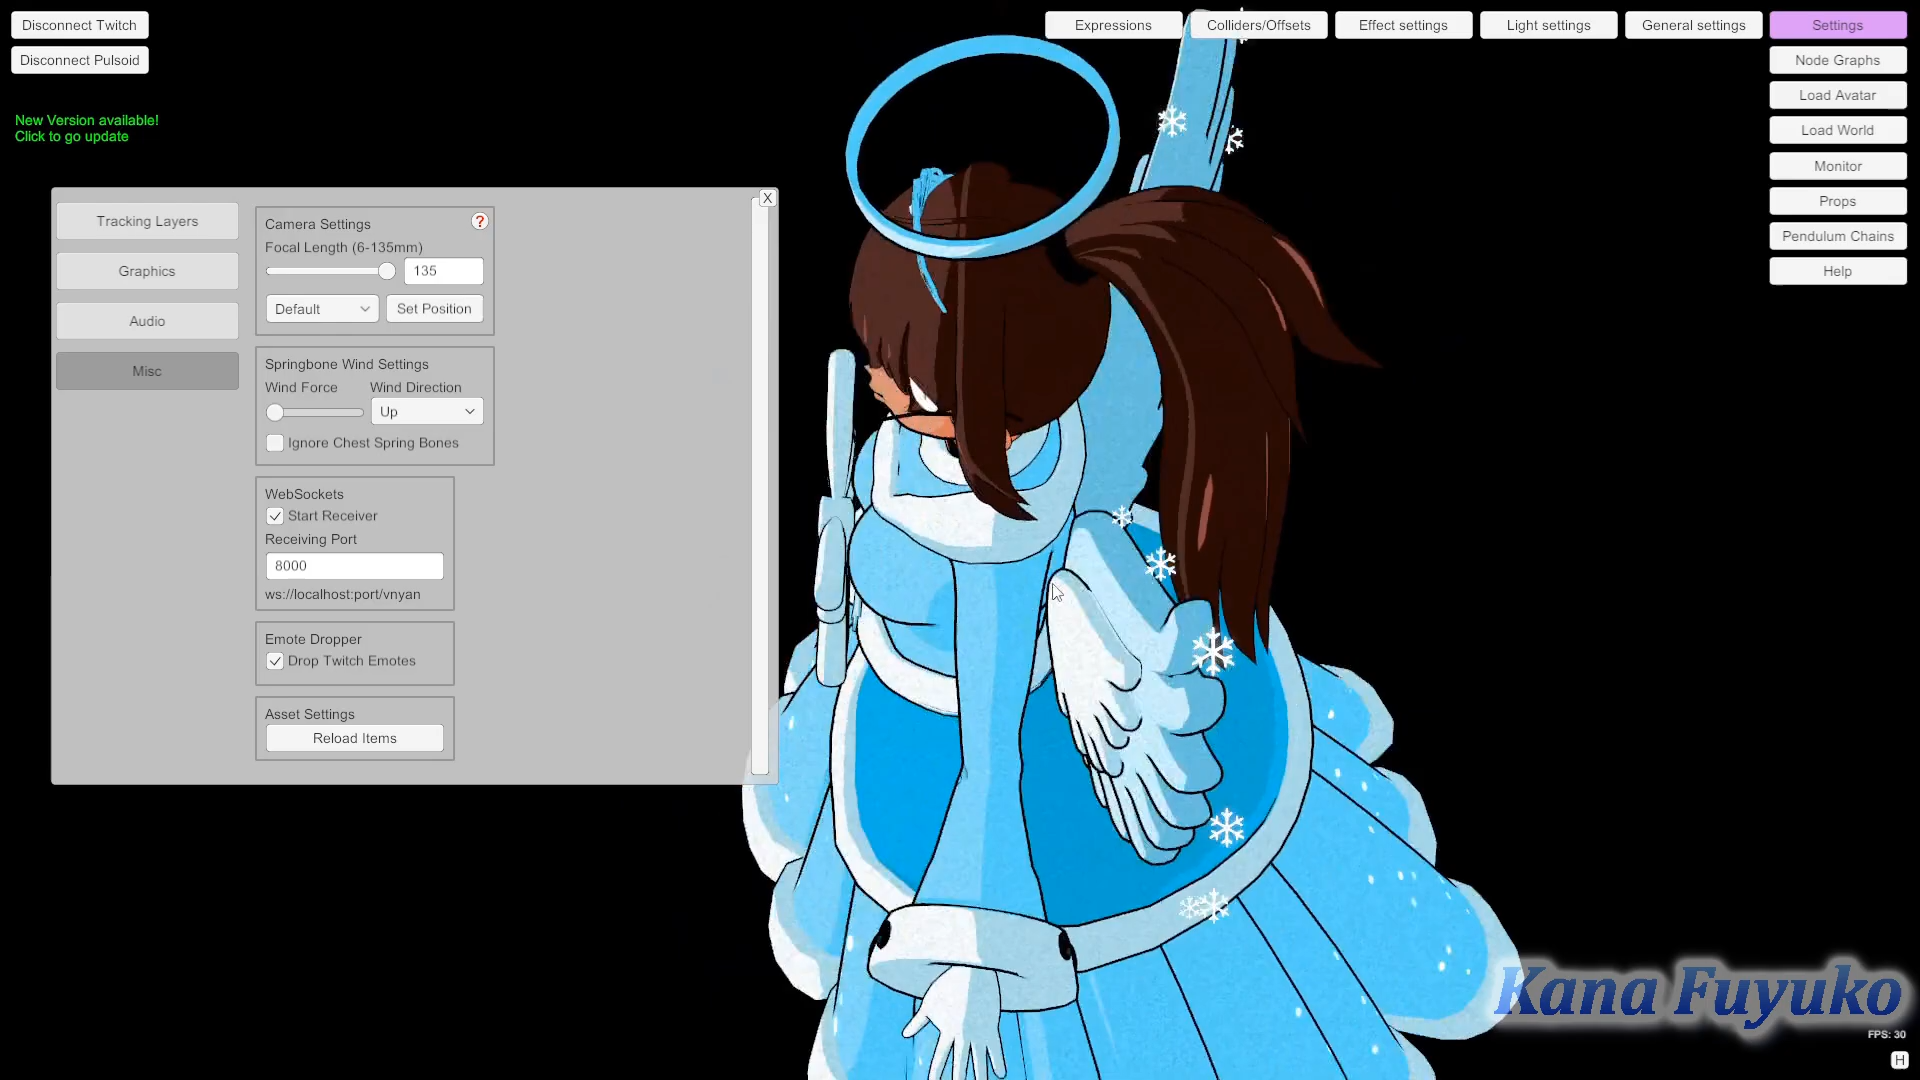 Disconnect Twitch
Disconnect Pulsoid
Expressions
Colliders/Offsets
Effect settings
Light settings
General settings
Settings
Node Graphs
Load Avatar
Load World
Monitor
Props
Pendulum Chains
Help
New Version available!
Click to go update
X
Tracking Layers
Graphics
Audio
Misc
Camera Settings
?
Focal Length (6-135mm)
135
Default
Set Position
Springbone Wind Settings
Wind Force
Wind Direction
Up
Ignore Chest Spring Bones
WebSockets
Start Receiver
Receiving Port
8000
ws://localhost:port/vnyan
Emote Dropper
Drop Twitch Emotes
Asset Settings
Reload Items
Kana Fuyuko
FPS: 30
H